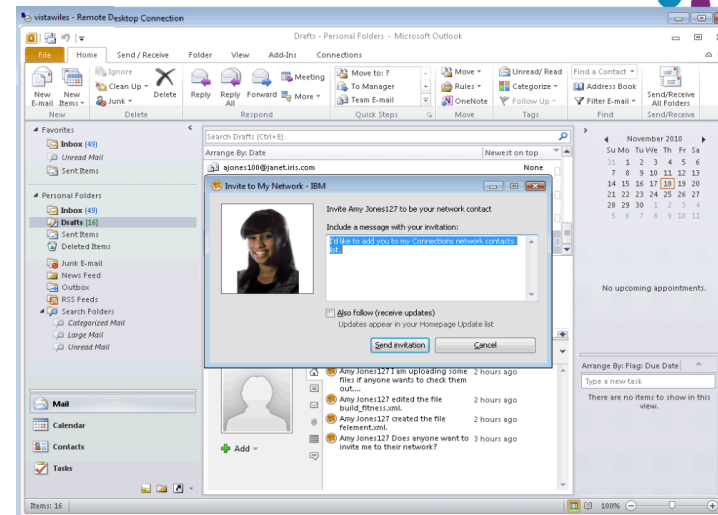 vistawiles - Remote Desktop Connection
Drafts - Personal Folders - Microsoft Outlook
File Home Send / Receive Folder View Add-Ins Connections
New E-mail
New Items
Ignore
Clean Up
Junk
Delete
Reply
Reply All
Forward
Meeting
More
Move to: ?
To Manager
Team E-mail
Move
Rules
OneNote
Unread/ Read
Categorize
Follow Up
Find a Contact
Address Book
Filter E-mail
Send/Receive All Folders
New Delete Respond Quick Steps Move Tags Find Send/Receive
Favorites
Inbox (49)
Unread Mail
Sent Items
Personal Folders
Inbox (49)
Drafts [16]
Sent Items
Deleted Items
Junk E-mail
News Feed
Outbox
RSS Feeds
Search Folders
Categorized Mail
Large Mail
Unread Mail
Mail
Calendar
Contacts
Tasks
Search Drafts (Ctrl+E)
Arrange By: Date Newest on top
ajones100@janet.iris.com None
Invite to My Network - IBM
Invite Amy Jones127 to be your network contact
Include a message with your invitation:
I'd like to add you to my Connections network contacts
list.
Also follow (receive updates)
Updates appear in your Homepage Update list
Send invitation Cancel
Add
Amy Jones127 I am uploading some 2 hours ago
files if anyone wants to check them
out....
Amy Jones127 edited the file 2 hours ago
build_fitness.xml.
Amy Jones127 created the file 2 hours ago
felement.xml.
Amy Jones127 Does anyone want to 3 hours ago
invite me to their network?
November 2010
Su Mo Tu We Th Fr Sa
31 1 2 3 4 5 6
7 8 9 10 11 12 13
14 15 16 17 18 19 20
21 22 23 24 25 26 27
28 29 30 1 2 3 4
5 6 7 8 9 10 11
No upcoming appointments.
Arrange By: Flag: Due Date
Type a new task
There are no items to show in this
view.
Items: 16
100%